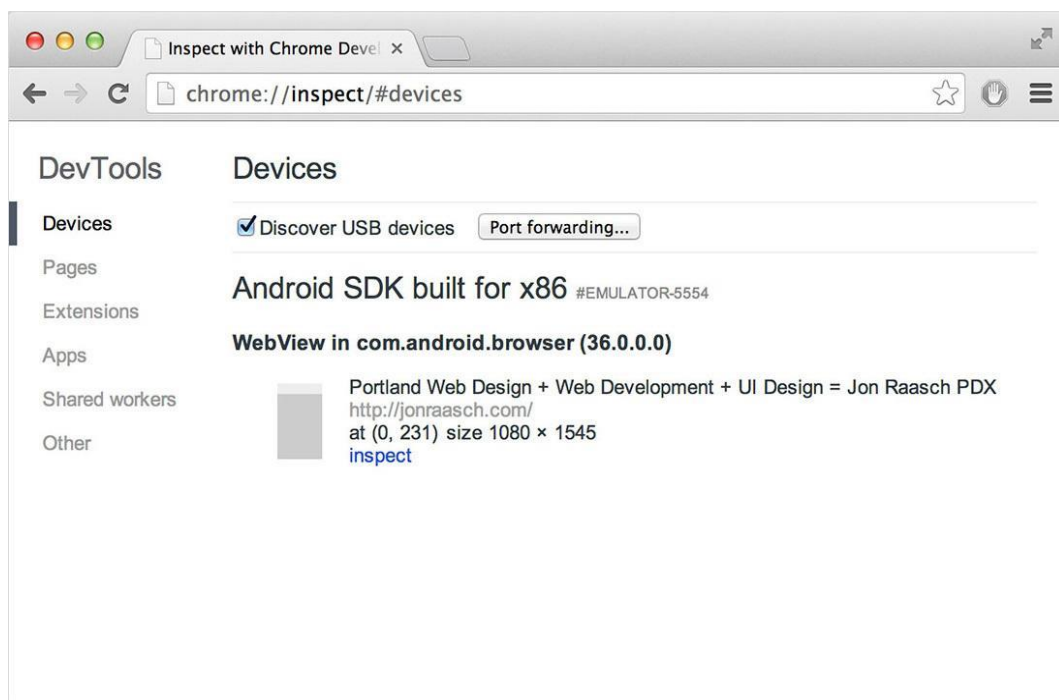 Inspect with Chrome Devel
chrome://inspect/#devices
DevTools
Devices
Pages
Extensions
Apps
Shared workers
Other
Devices
Discover USB devices Port forwarding...
Android SDK built for x86 #EMULATOR-5554
WebView in com.android.browser (36.0.0.0)
Portland Web Design + Web Development + UI Design = Jon Raasch PDX
http://jonraasch.com/
at (0, 231) size 1080 × 1545
inspect